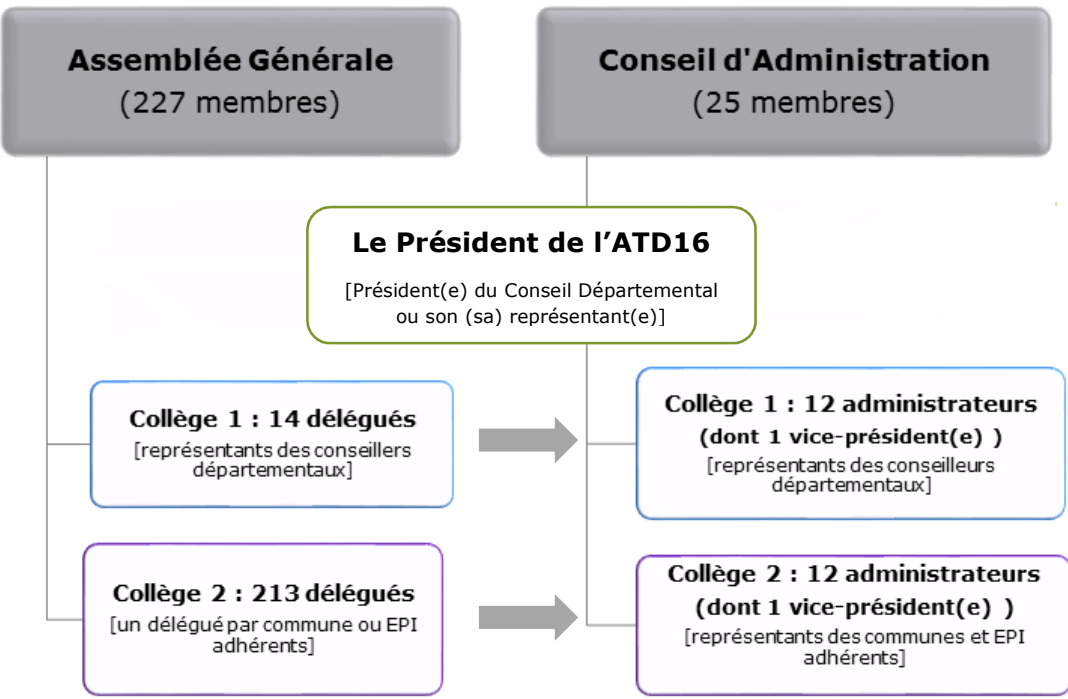 Assemblée Générale
(227 membres)
Conseil d'Administration
(25 membres)
Le Président de l’ATD16
[Président(e) du Conseil Départemental
ou son (sa) représentant(e)]
Collège 1 : 14 délégués
[représentants des conseillers
départementaux]
Collège 1 : 12 administrateurs
(dont 1 vice-président(e) )
[représentants des conseilleurs
départementaux]
Collège 2 : 213 délégués
[un délégué par commune ou EPI
adhérents]
Collège 2 : 12 administrateurs
(dont 1 vice-président(e) )
[représentants des communes et EPI
adhérents]